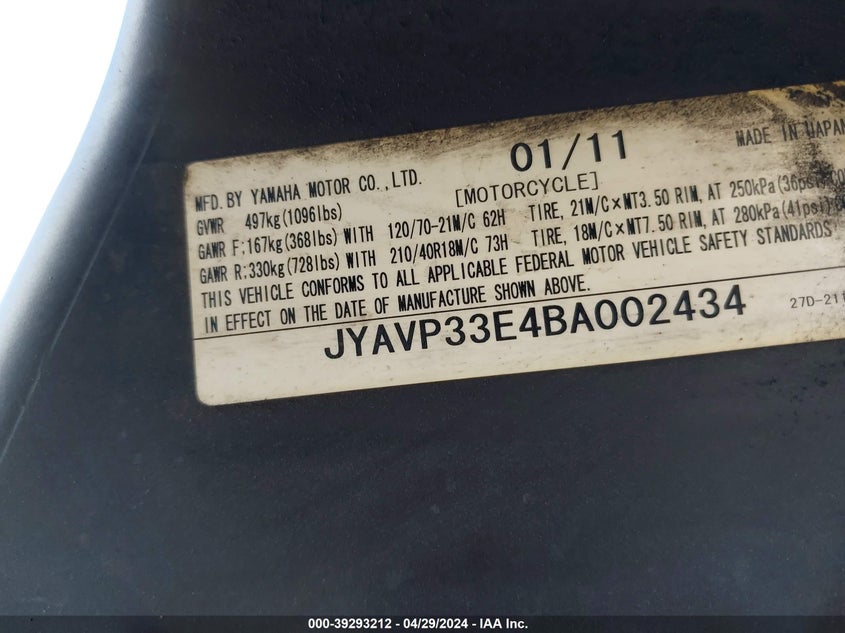 01/11
MADE IN JAPAN
MFD. BY YAMAHA MOTOR CO.,LTD.
[MOTORCYCLE]
GVWR 497kg(1096lbs)
GAWR F:167kg(368lbs) WITH 120/70-21M/C 62H TIRE, 21M/C×MT3.50 RIM, AT 250kPa(36psi)
GAWR R:330kg(728lbs) WITH 210/40R18M/C 73H TIRE, 18M/C×MT7.50 RIM, AT 280kPa(41psi)
THIS VEHICLE CONFORMS TO ALL APPLICABLE FEDERAL MOTOR VEHICLE SAFETY STANDARDS
IN EFFECT ON THE DATE OF MANUFACTURE SHOWN ABOVE.
JYAVP33E4BA002434
27D-211
000-39293212 - 04/29/2024 - IAA Inc.